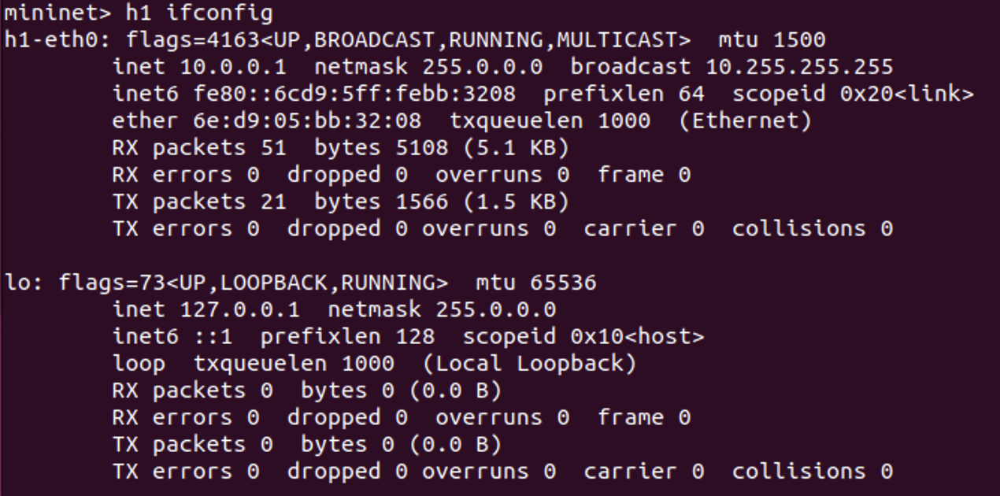 mininet> h1 ifconfig
h1-eth0: flags=4163<UP,BROADCAST,RUNNING,MULTICAST>  mtu 1500
        inet 10.0.0.1  netmask 255.0.0.0  broadcast 10.255.255.255
        inet6 fe80::6cd9:5ff:febb:3208  prefixlen 64  scopeid 0x20<link>
        ether 6e:d9:05:bb:32:08  txqueuelen 1000  (Ethernet)
        RX packets 51  bytes 5108 (5.1 KB)
        RX errors 0  dropped 0  overruns 0  frame 0
        TX packets 21  bytes 1566 (1.5 KB)
        TX errors 0  dropped 0 overruns 0  carrier 0  collisions 0

lo: flags=73<UP,LOOPBACK,RUNNING>  mtu 65536
        inet 127.0.0.1  netmask 255.0.0.0
        inet6 ::1  prefixlen 128  scopeid 0x10<host>
        loop  txqueuelen 1000  (Local Loopback)
        RX packets 0  bytes 0 (0.0 B)
        RX errors 0  dropped 0  overruns 0  frame 0
        TX packets 0  bytes 0 (0.0 B)
        TX errors 0  dropped 0 overruns 0  carrier 0  collisions 0